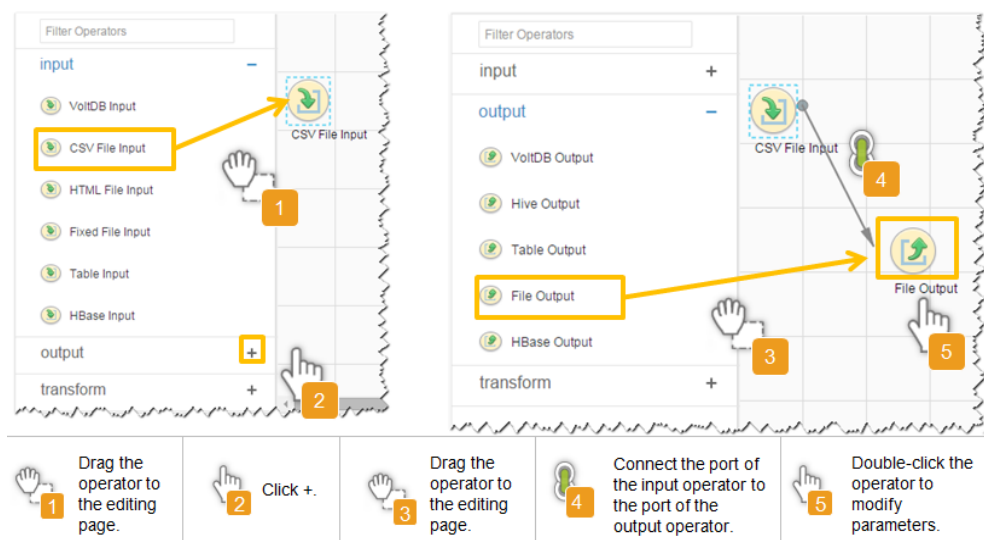 Filter Operators
input
−
VoltDB Input
CSV File Input
HTML File Input
Fixed File Input
Table Input
HBase Input
output
+
transform
+
CSV File Input
1
2
Filter Operators
input
+
output
−
VoltDB Output
Hive Output
Table Output
File Output
HBase Output
transform
+
CSV File Input
4
File Output
3
5
1
Drag the
operator to
the editing
page.
2
Click +.
3
Drag the
operator to
the editing
page.
4
Connect the port of
the input operator to
the port of the
output operator.
5
Double-click the
operator to
modify
parameters.